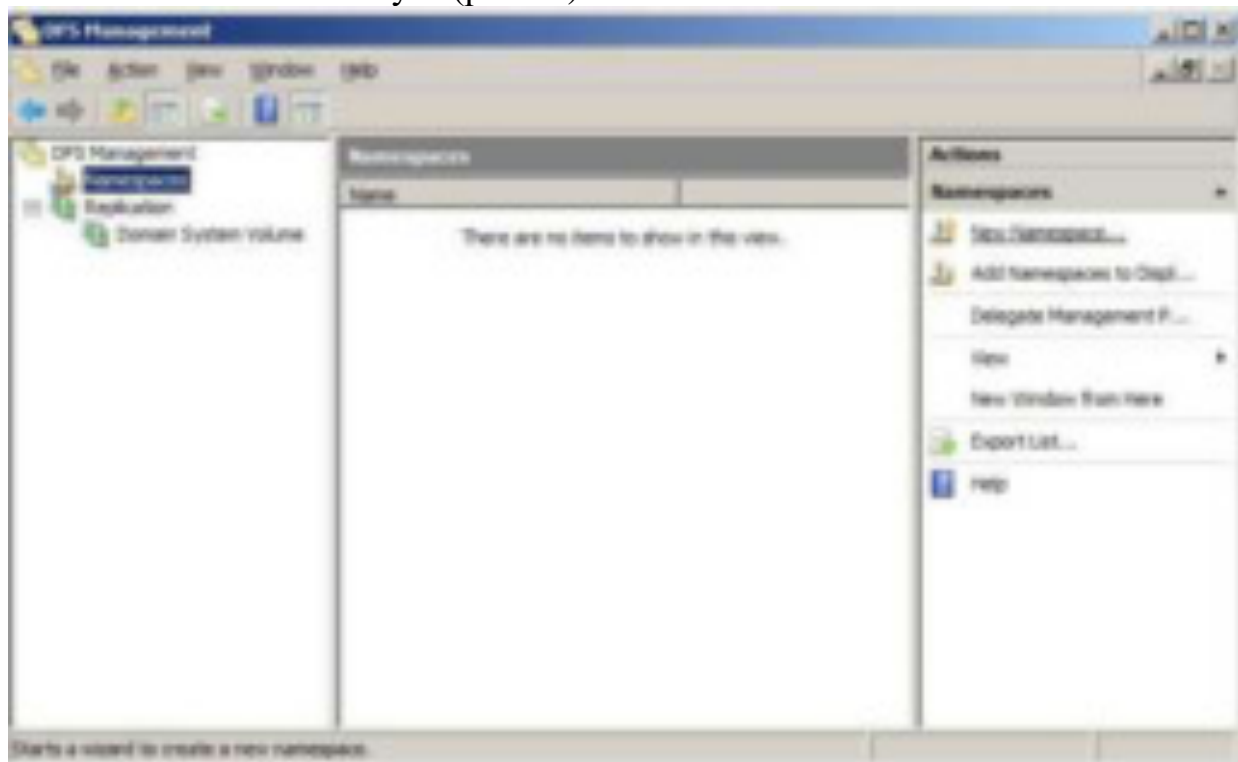 DFS Management
File Action View Window Help
DFS Management
Namespaces
Replication
Domain System Volume
Namespaces
Name
There are no items to show in this view.
Actions
Namespaces
New Namespace...
Add Namespaces to Displ...
Delegate Management P...
View
New Window from Here
Export List...
Help
Starts a wizard to create a new namespace.